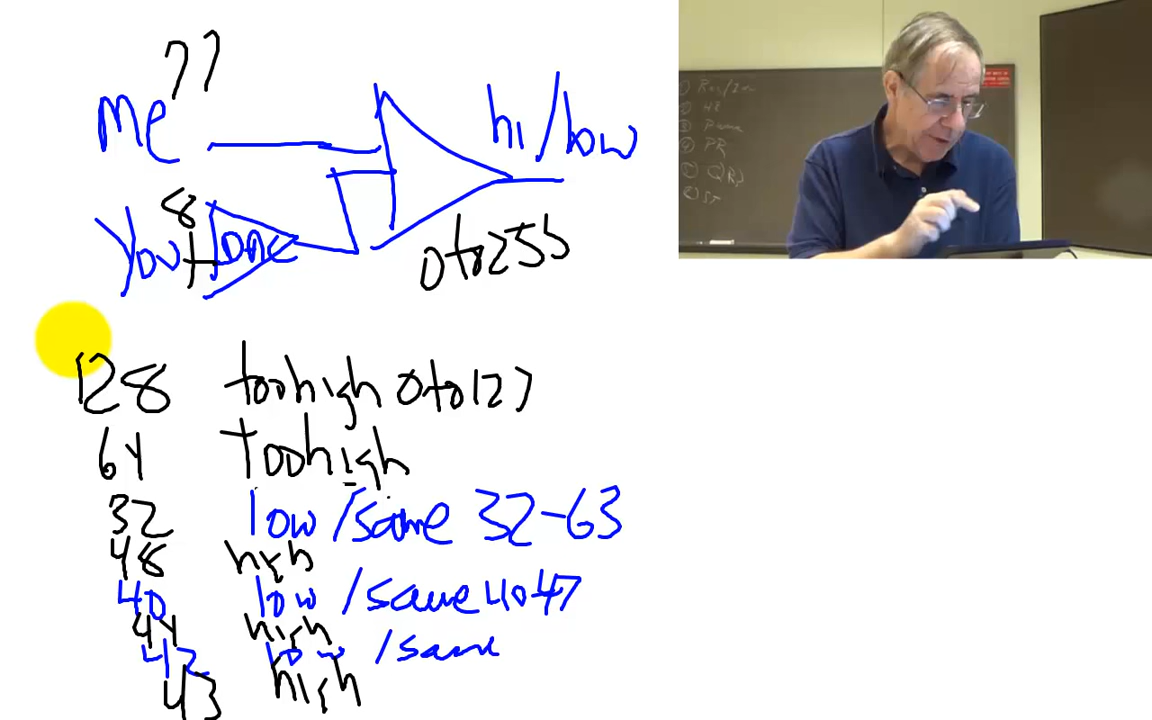 ??
me
hi/low
8
You
0 to 255
128 too high 0 to 127
64 too high
32 low /same 32-63
48 high
40 low /same 40 47
44 high
42 low /same
43 high